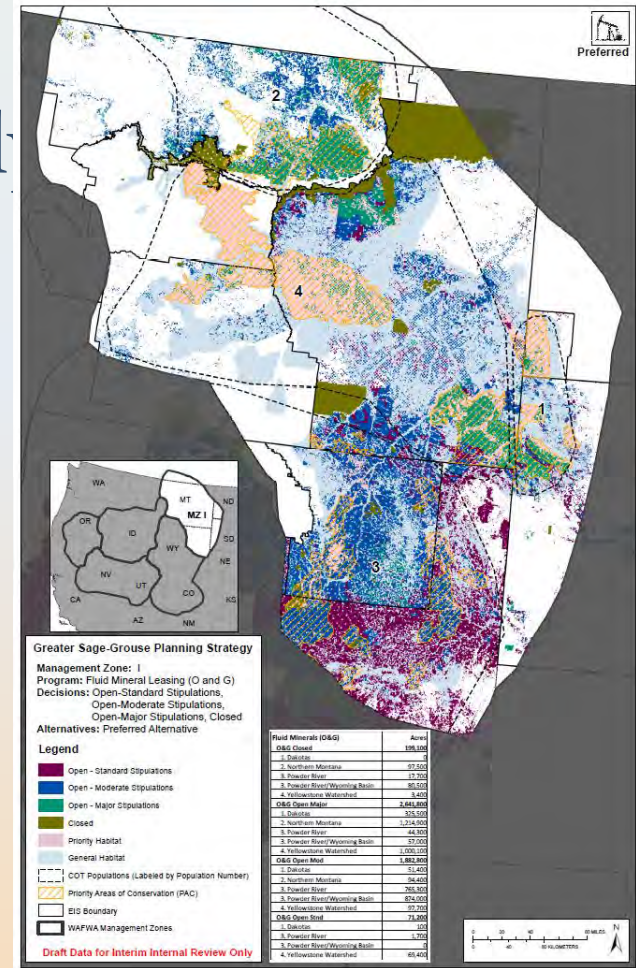 Preferred
2
4
1
3
WA
MT
ND
MZ I
OR
ID
SD
WY
NE
NV
UT
CO
KS
CA
AZ
NM
Greater Sage-Grouse Planning Strategy
Management Zone: I
Program: Fluid Mineral Leasing (O and G)
Decisions: Open-Standard Stipulations,
Open-Moderate Stipulations,
Open-Major Stipulations, Closed
Alternatives: Preferred Alternative
Legend
Open - Standard Stipulations
Open - Moderate Stipulations
Open - Major Stipulations
Closed
Priority Habitat
General Habitat
COT Populations (Labeled by Population Number)
Priority Areas of Conservation (PAC)
EIS Boundary
WAFWA Management Zones
Draft Data for Interim Internal Review Only
Fluid Minerals (O&G) Acres
O&G Closed 199,100
1. Dakotas 0
2. Northern Montana 97,500
3. Powder River 17,700
3. Powder River/Wyoming Basin 80,500
4. Yellowstone Watershed 3,400
O&G Open Major 2,641,800
1. Dakotas 325,500
2. Northern Montana 1,214,900
3. Powder River 44,300
3. Powder River/Wyoming Basin 57,000
4. Yellowstone Watershed 1,000,100
O&G Open Mod 1,882,800
1. Dakotas 51,400
2. Northern Montana 94,400
3. Powder River 765,300
3. Powder River/Wyoming Basin 874,000
4. Yellowstone Watershed 97,700
O&G Open Stnd 71,200
1. Dakotas 100
3. Powder River 1,700
3. Powder River/Wyoming Basin 0
4. Yellowstone Watershed 69,400
MILES
KILOMETERS
N